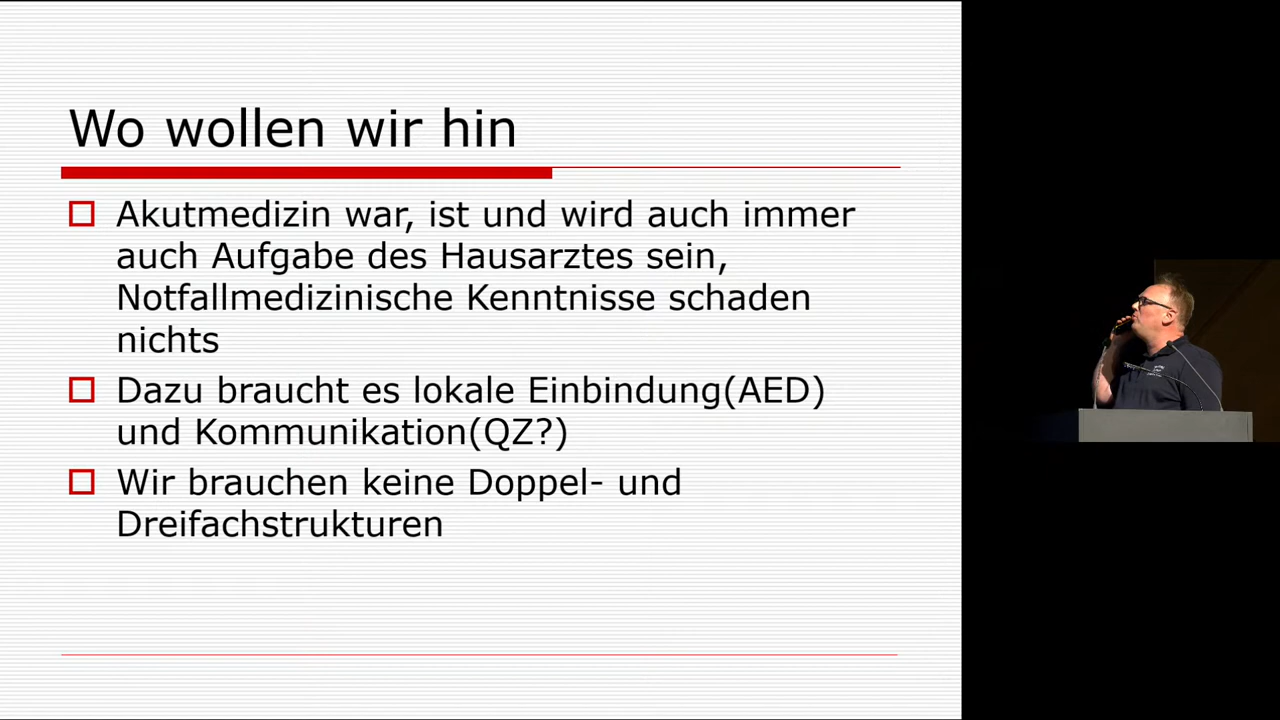 Wo wollen wir hin
Akutmedizin war, ist und wird auch immer
auch Aufgabe des Hausarztes sein,
Notfallmedizinische Kenntnisse schaden
nichts
Dazu braucht es lokale Einbindung(AED)
und Kommunikation(QZ?)
Wir brauchen keine Doppel- und
Dreifachstrukturen